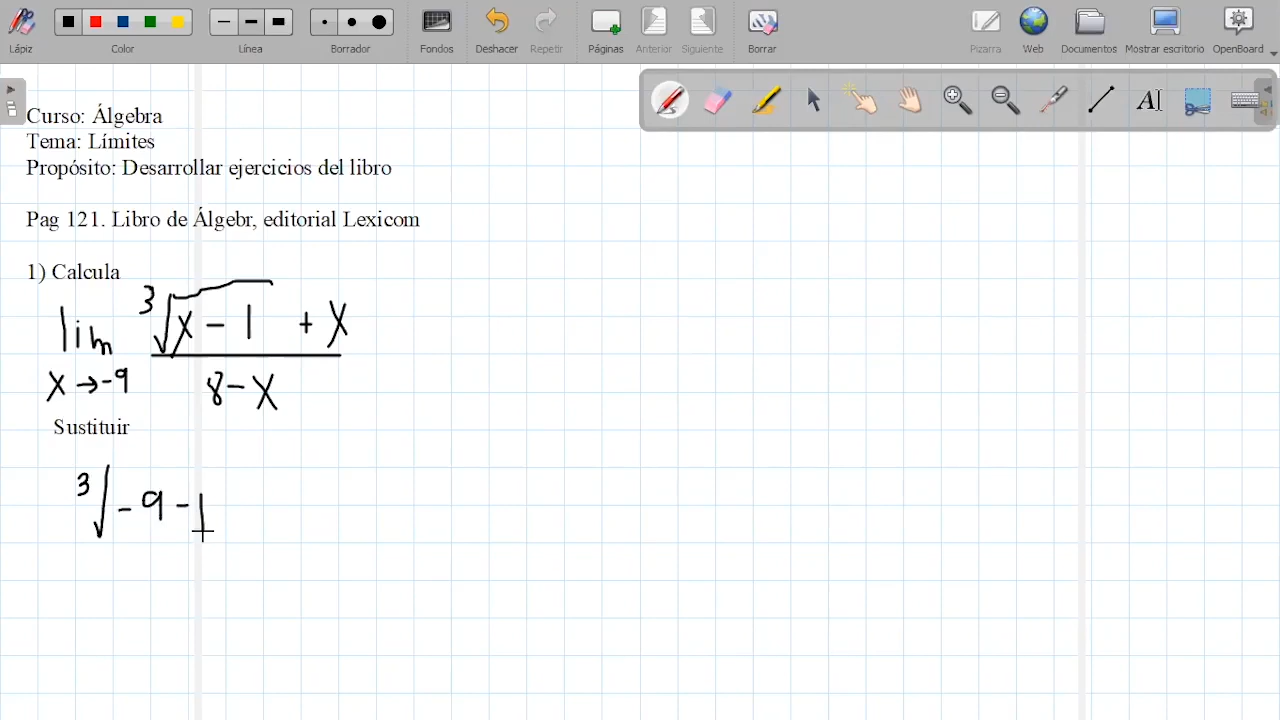 Lápiz Color Línea Borrador Fondos Deshacer Repetir Páginas Anterior Siguiente Borrar Pizarra Web Documentos Mostrar escritorio OpenBoard
Curso: Álgebra
Tema: Límites
Propósito: Desarrollar ejercicios del libro
Pag 121. Libro de Álgebr, editorial Lexicom
1) Calcula
lim x→-9 (∛(x - 1) + x) / (8 - x)
Sustituir
∛ -9 - 1